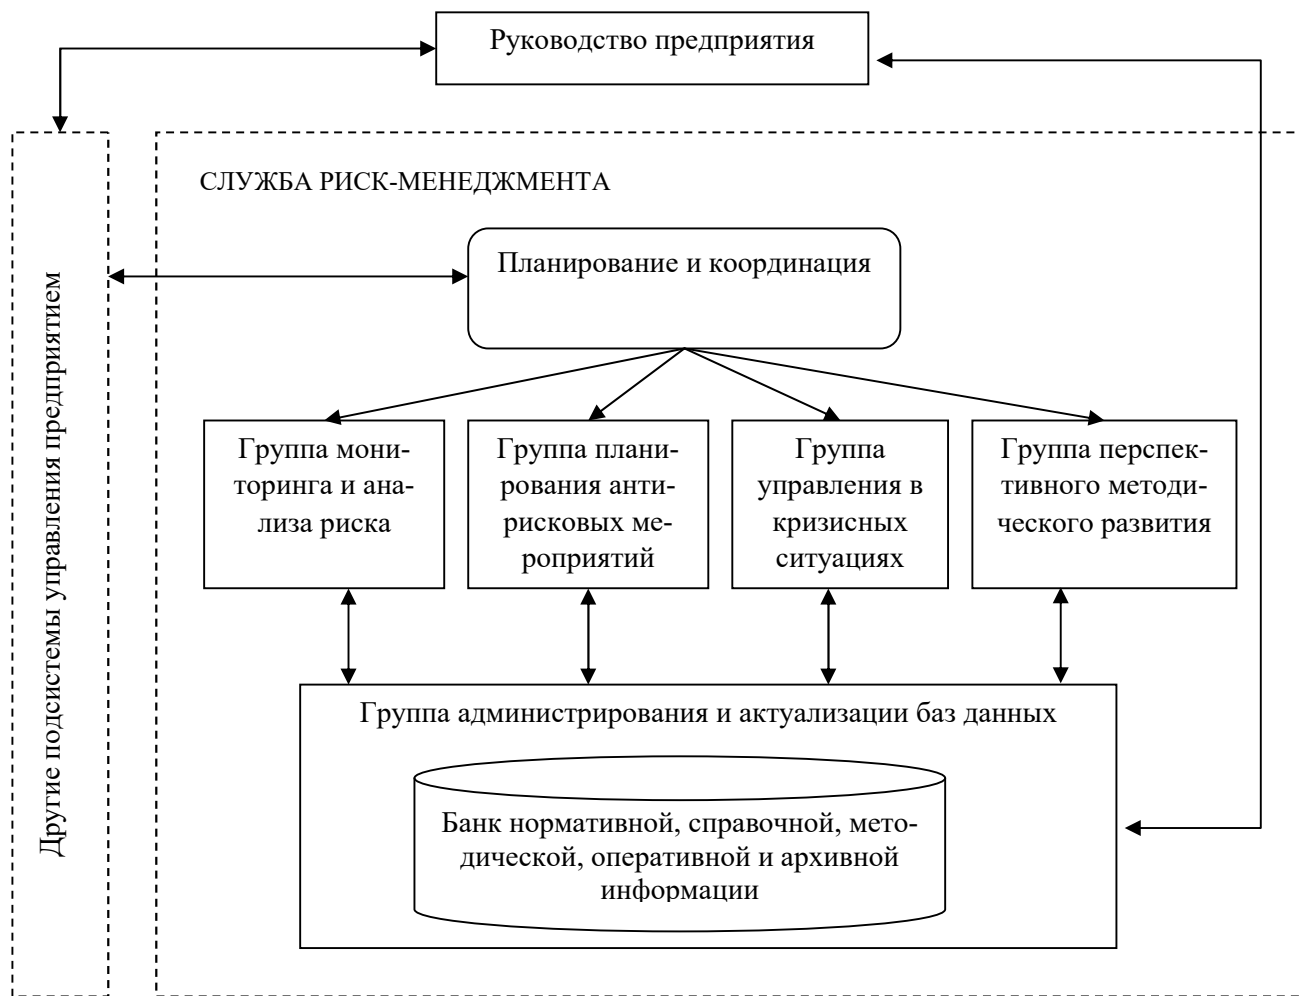 Руководство предприятия
СЛУЖБА РИСК-МЕНЕДЖМЕНТА
Другие подсистемы управления предприятием
Планирование и координация
Группа мони-
торинга и ана-
лиза риска
Группа плани-
рования анти-
рисковых ме-
роприятий
Группа
управления в
кризисных
ситуациях
Группа перспек-
тивного методи-
ческого развития
Группа администрирования и актуализации баз данных
Банк нормативной, справочной, мето-
дической, оперативной и архивной
информации